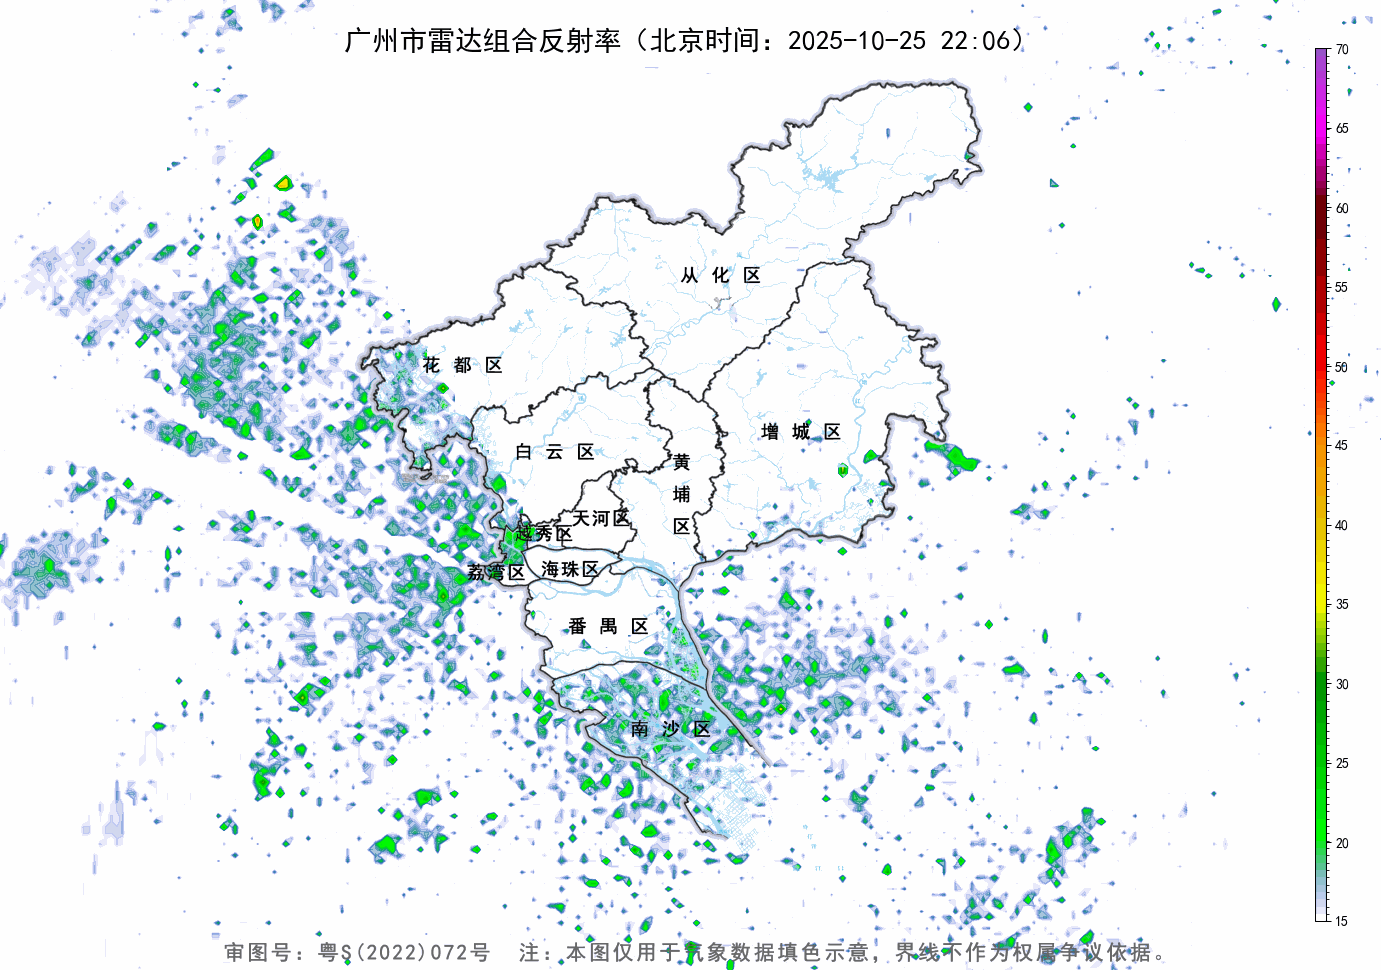 广州市雷达组合反射率（北京时间：2025-10-25 22:06）
70
65
60
55
50
45
40
35
30
25
20
15
从化区
花都区
增城区
白云区
黄埔区
天河区
越秀区
荔湾区
海珠区
番禺区
南沙区
审图号：粤S(2022)072号 注：本图仅用于气象数据填色示意，界线不作为权属争议依据。